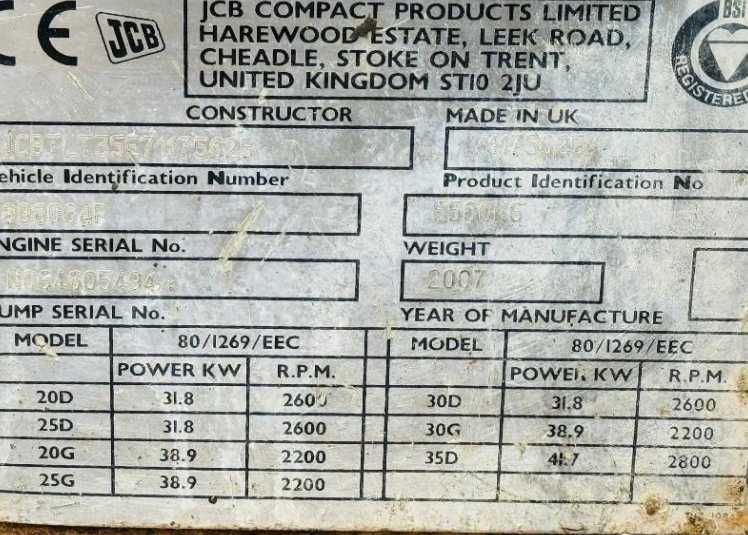 CE JCB
JCB COMPACT PRODUCTS LIMITED
HAREWOOD ESTATE, LEEK ROAD,
CHEADLE, STOKE ON TRENT,
UNITED KINGDOM ST10 2JU
BSI
REGISTERED
CONSTRUCTOR MADE IN UK
ehicle Identification Number Product Identification No
NGINE SERIAL No. WEIGHT
2007
UMP SERIAL No. YEAR OF MANUFACTURE
MODEL 80/1269/EEC MODEL 80/1269/EEC
POWER KW R.P.M. POWER KW R.P.M.
20D 31.8 2600 30D 31.8 2600
25D 31.8 2600 30G 38.9 2200
20G 38.9 2200 35D 41.7 2800
25G 38.9 2200